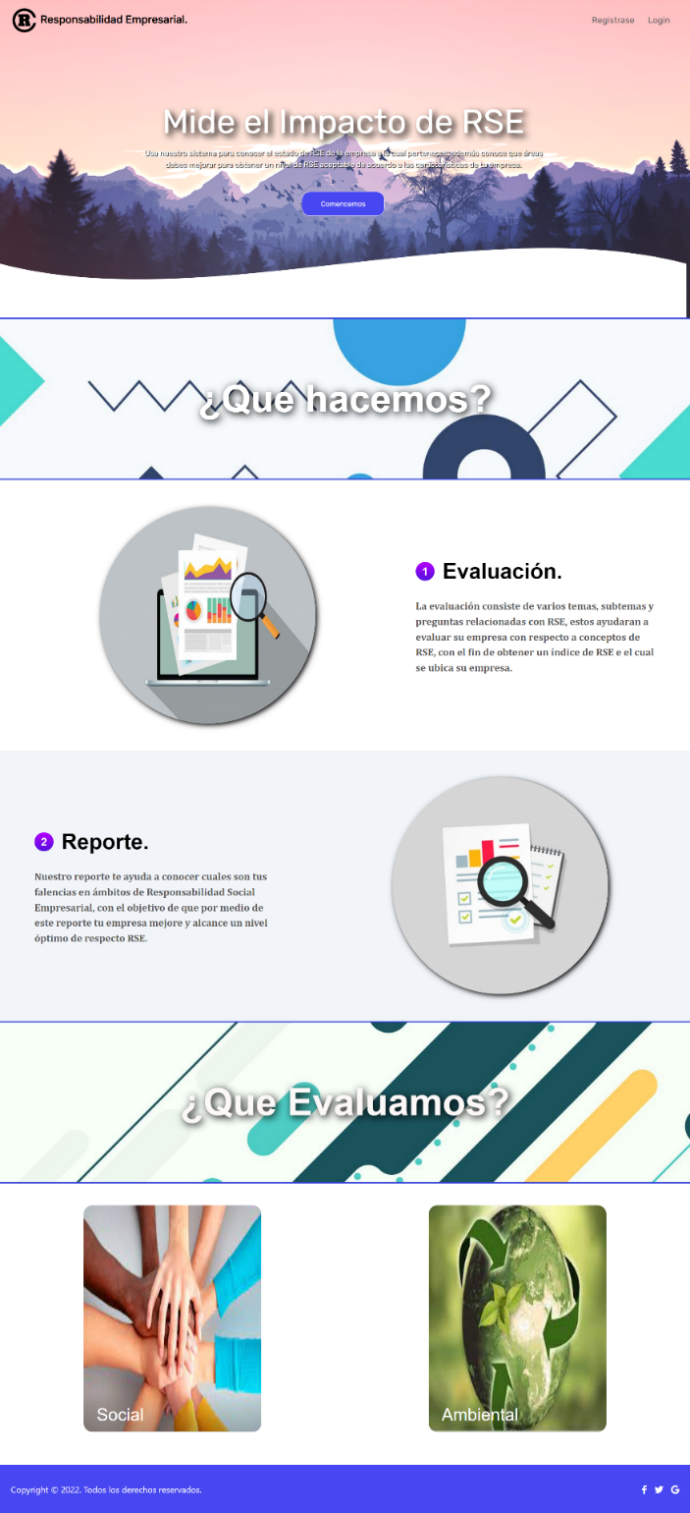 R Responsabilidad Empresarial.
Registrase Login
Mide el Impacto de RSE
Usa nuestro sistema para conocer el estado de RSE de la empresa a la cual perteneces, además conoce que áreas
debes mejorar para obtener un nivel de RSE aceptable de acuerdo a las características de tu empresa.
Comencemos
¿Que hacemos?
1 Evaluación.
La evaluación consiste de varios temas, subtemas y
preguntas relacionadas con RSE, estos ayudaran a
evaluar su empresa con respecto a conceptos de
RSE, con el fin de obtener un índice de RSE e el cual
se ubica su empresa.
2 Reporte.
Nuestro reporte te ayuda a conocer cuales son tus
falencias en ámbitos de Responsabilidad Social
Empresarial, con el objetivo de que por medio de
este reporte tu empresa mejore y alcance un nivel
óptimo de respecto RSE.
¿Que Evaluamos?
Social
Ambiental
Copyright © 2022. Todos los derechos reservados.